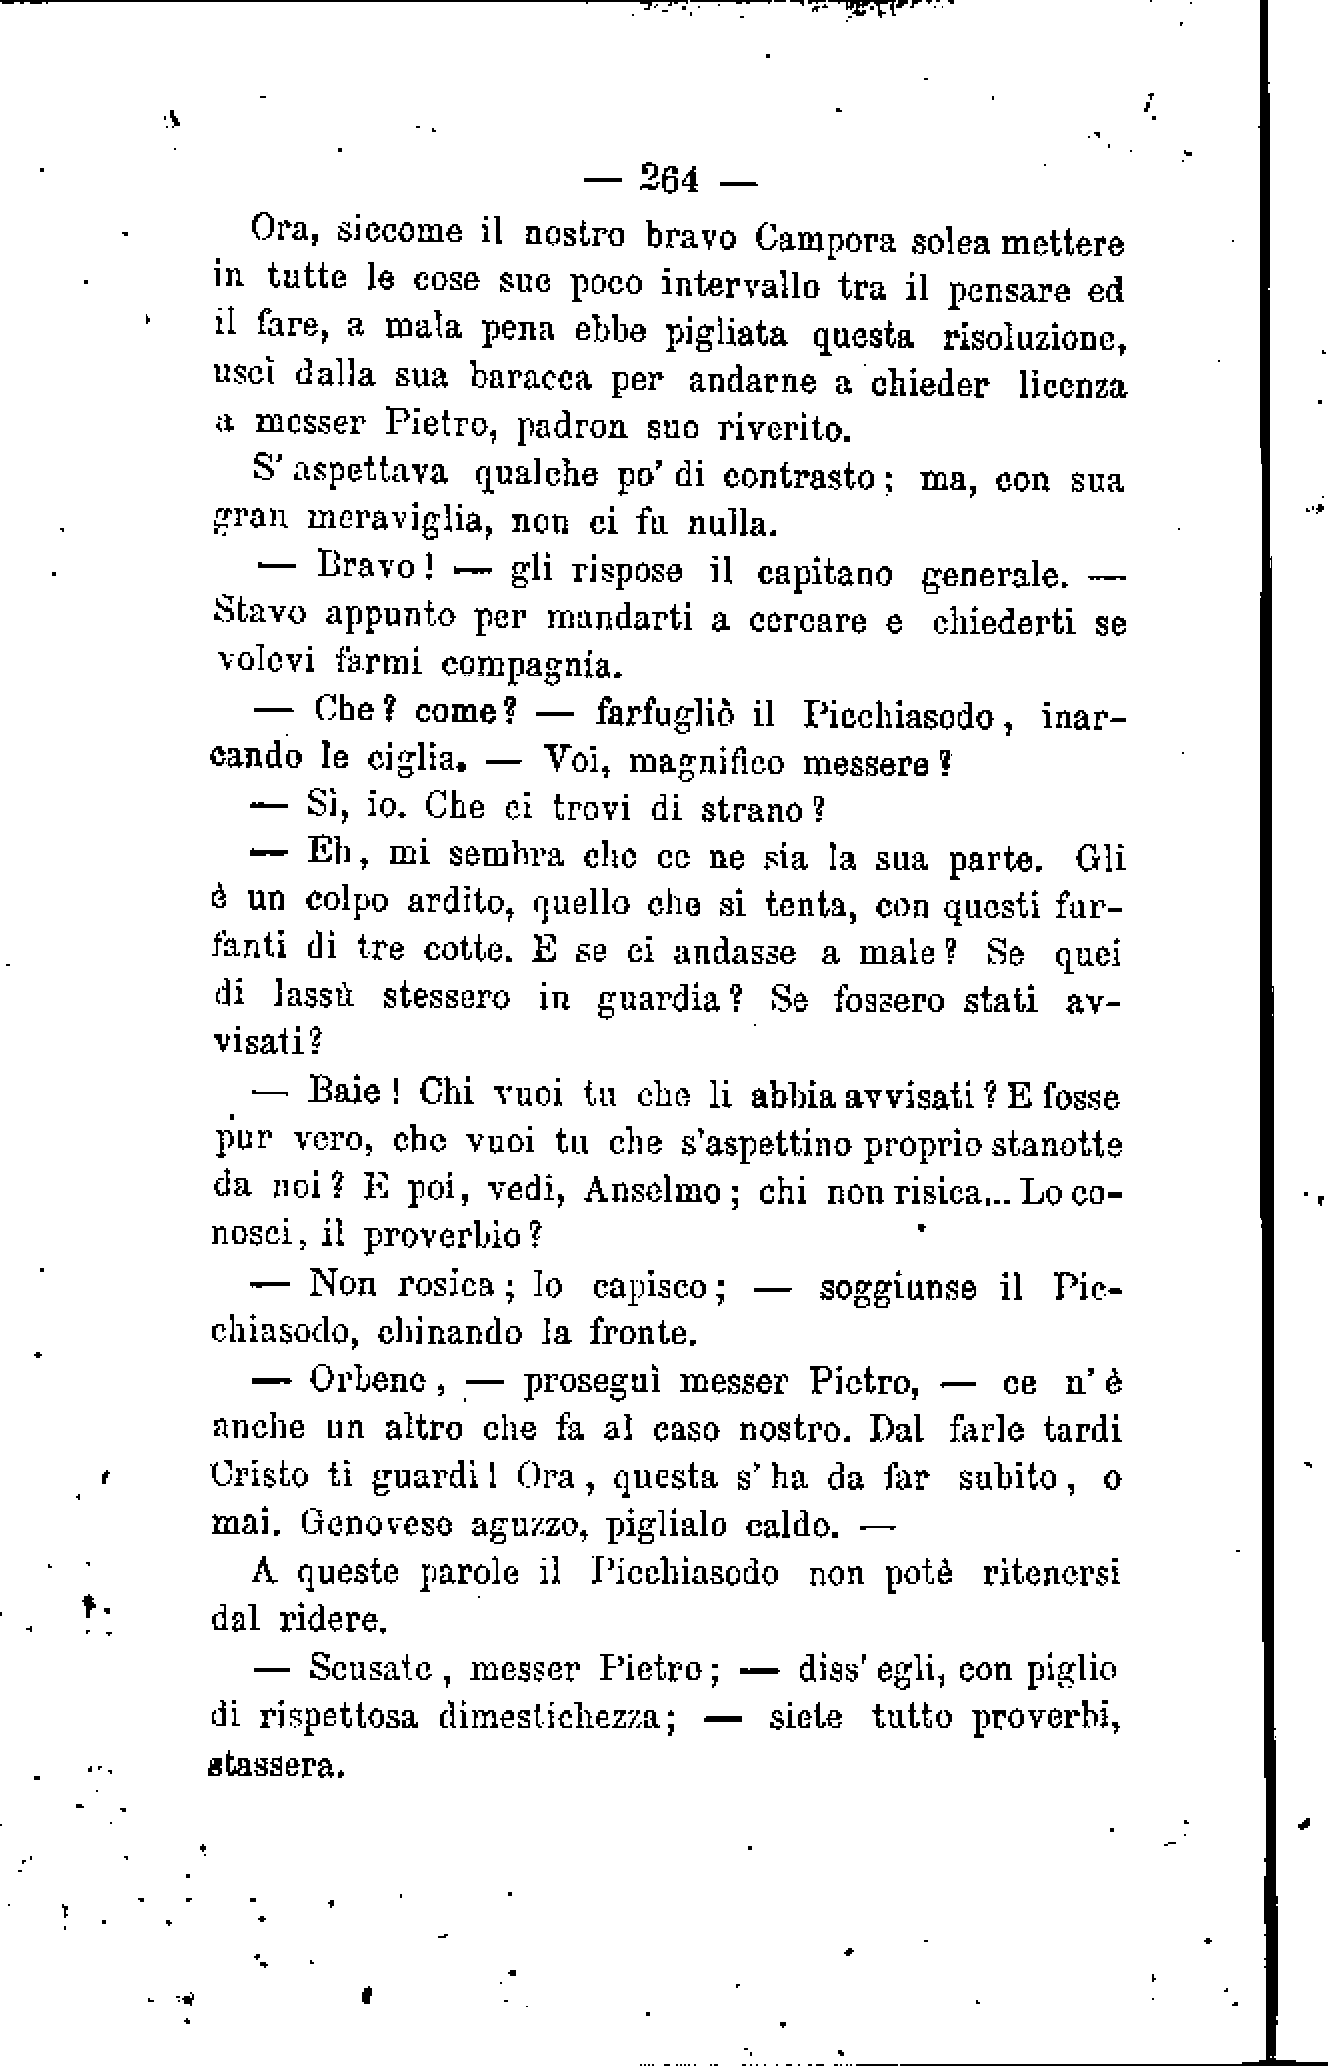 — 264 —
Ora, siccome il nostro bravo Campora solea mettere
in tutte le cose sue poco intervallo tra il pensare ed
il fare, a mala pena ebbe pigliata questa risoluzione,
uscì dalla sua baracca per andarne a chieder licenza
a messer Pietro, padron suo riverito.
S' aspettava qualche po' di contrasto; ma, con sua
gran meraviglia, non ci fu nulla.
— Bravo! — gli rispose il capitano generale. —
Stavo appunto per mandarti a cercare e chiederti se
volevi farmi compagnía.
— Che? come? — farfugliò il Picchiasodo, inar-
cando le ciglia. — Voi, magnifico messere?
— Sì, io. Che ci trovi di strano?
— Eh, mi sembra che ce ne sia la sua parte. Gli
è un colpo ardito, quello che si tenta, con questi fur-
fanti di tre cotte. E se ci andasse a male? Se quei
di lassù stessero in guardia? Se fossero stati av-
visati?
— Baie! Chi vuoi tu che li abbia avvisati? E fosse
pur vero, che vuoi tu che s'aspettino proprio stanotte
da noi? E poi, vedi, Anselmo; chi non risica... Lo co-
nosci, il proverbio?
— Non rosica; lo capisco; — soggiunse il Pic-
chiasodo, chinando la fronte.
— Orbene, — proseguì messer Pietro, — ce n' è
anche un altro che fa al caso nostro. Dal farle tardi
Cristo ti guardi! Ora, questa s' ha da far subito, o
mai. Genovese aguzzo, piglialo caldo. —
A queste parole il Picchiasodo non potè ritenersi
dal ridere.
— Scusate, messer Pietro; — diss' egli, con piglio
di rispettosa dimestichezza; — siete tutto proverbi,
stassera.